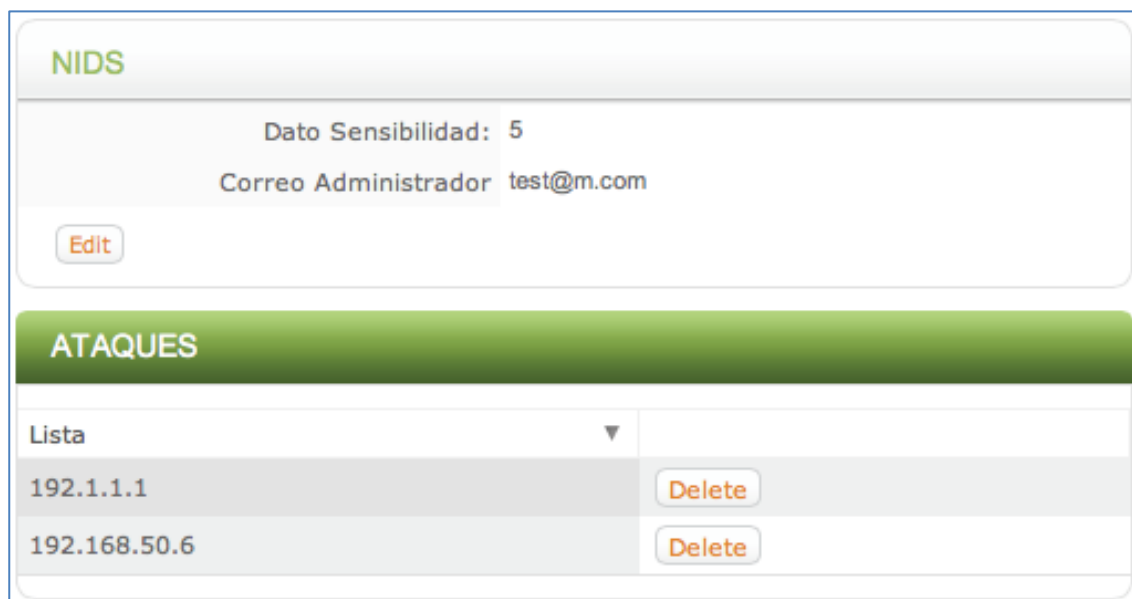 NIDS
Dato Sensibilidad: 5
Correo Administrador test@m.com
Edit
ATAQUES
Lista ▼
192.1.1.1 Delete
192.168.50.6 Delete